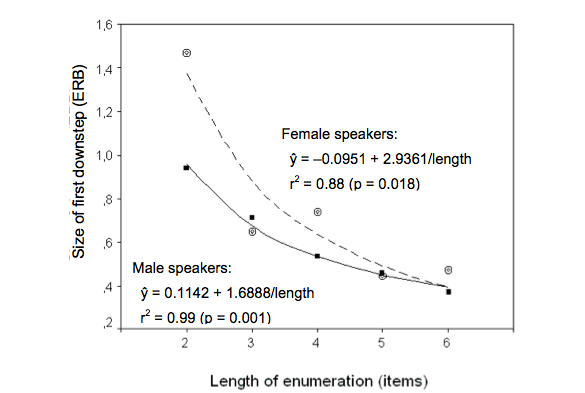 1,6
1,4
1,2
1,0
,8
,6
,4
,2
Size of first downstep (ERB)
Female speakers:
ŷ = –0.0951 + 2.9361/length
r² = 0.88 (p = 0.018)
Male speakers:
ŷ = 0.1142 + 1.6888/length
r² = 0.99 (p = 0.001)
2 3 4 5 6
Length of enumeration (items)